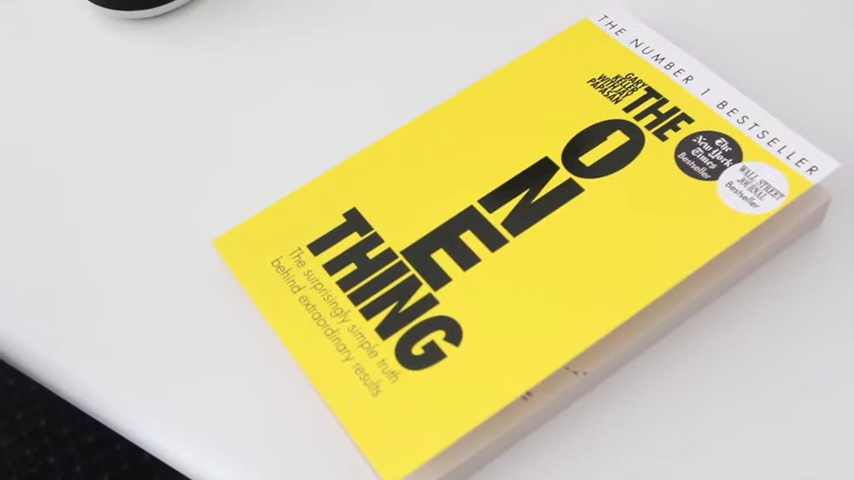 THE NUMBER 1 BESTSELLER
GARY
KELLER
WITH JAY
PAPASAN
THE
ONE
THING
The
New York
Times
Bestseller
WALL STREET
JOURNAL
Bestseller
The surprisingly simple truth
behind extraordinary results